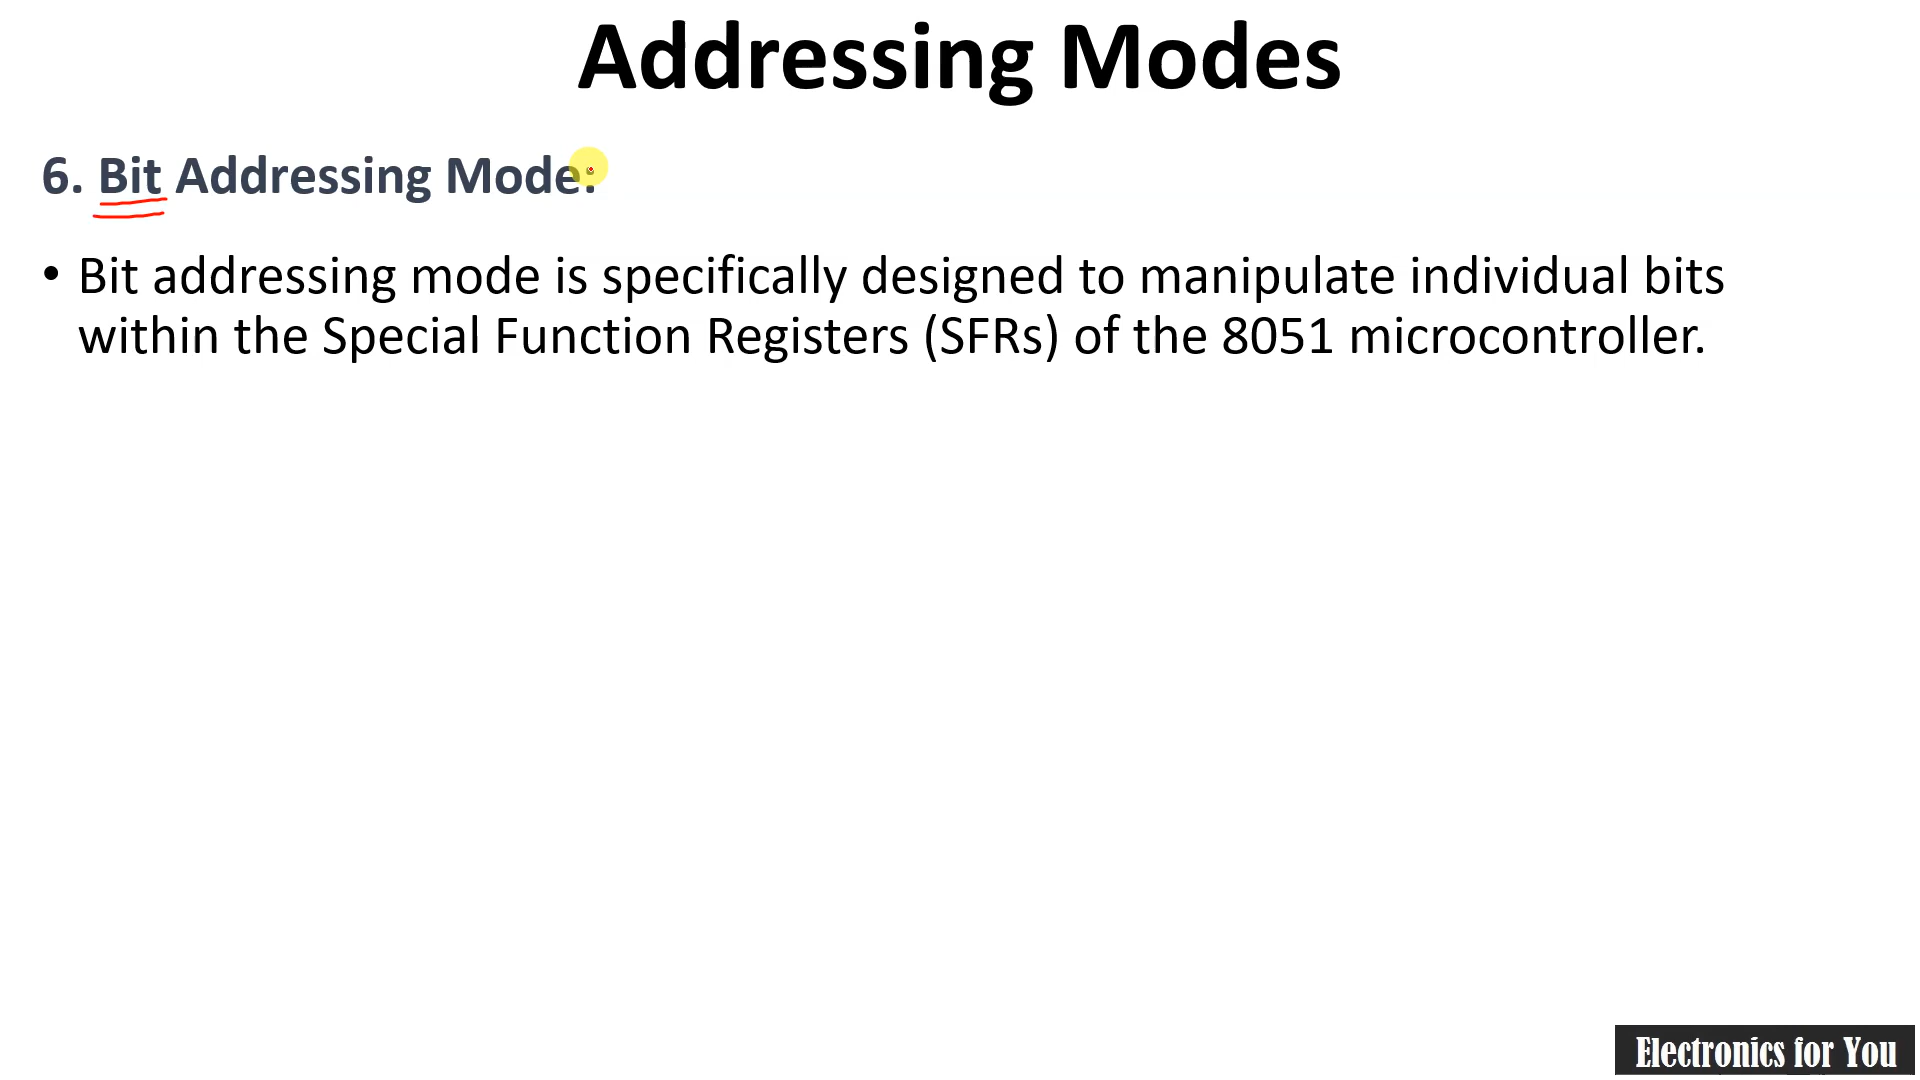 Addressing Modes
6. Bit Addressing Mode:
• Bit addressing mode is specifically designed to manipulate individual bits
within the Special Function Registers (SFRs) of the 8051 microcontroller.
Electronics for You